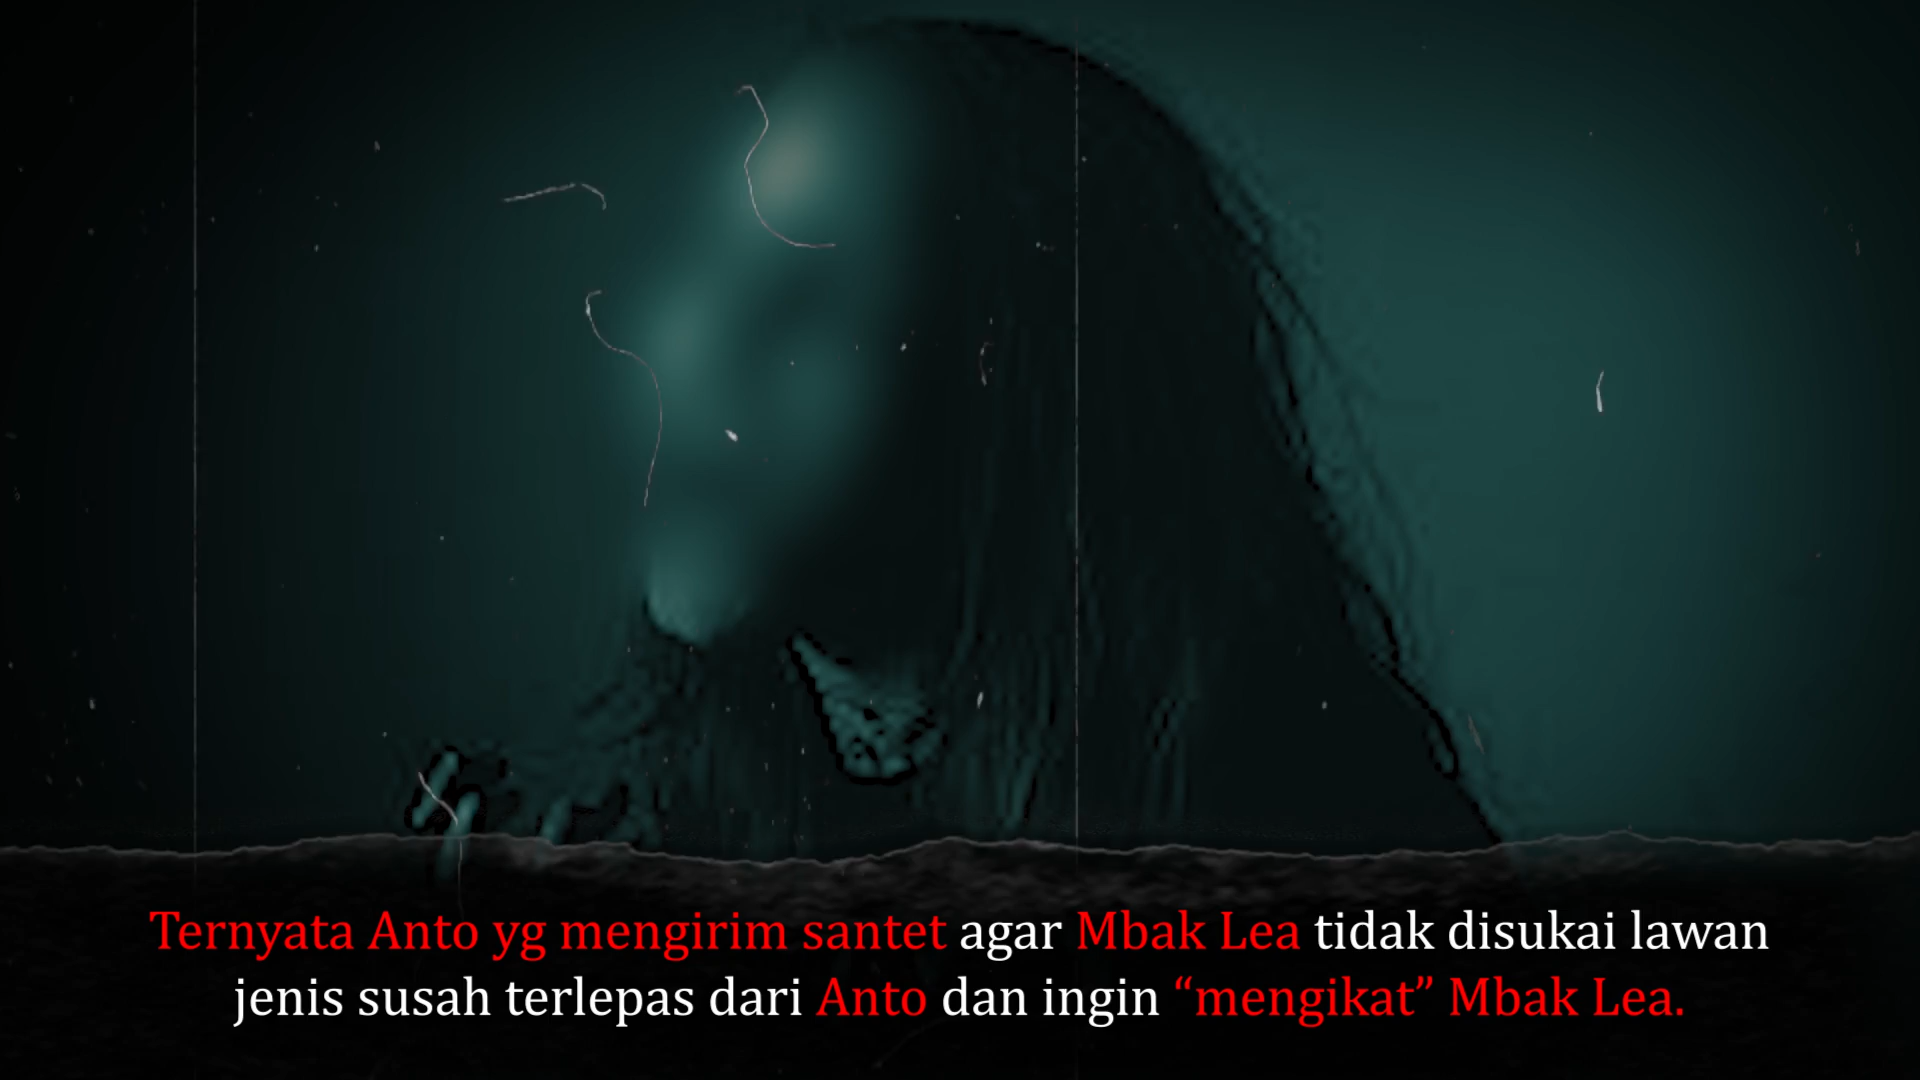 Ternyata Anto yg mengirim santet agar Mbak Lea tidak disukai lawan
jenis susah terlepas dari Anto dan ingin “mengikat” Mbak Lea.